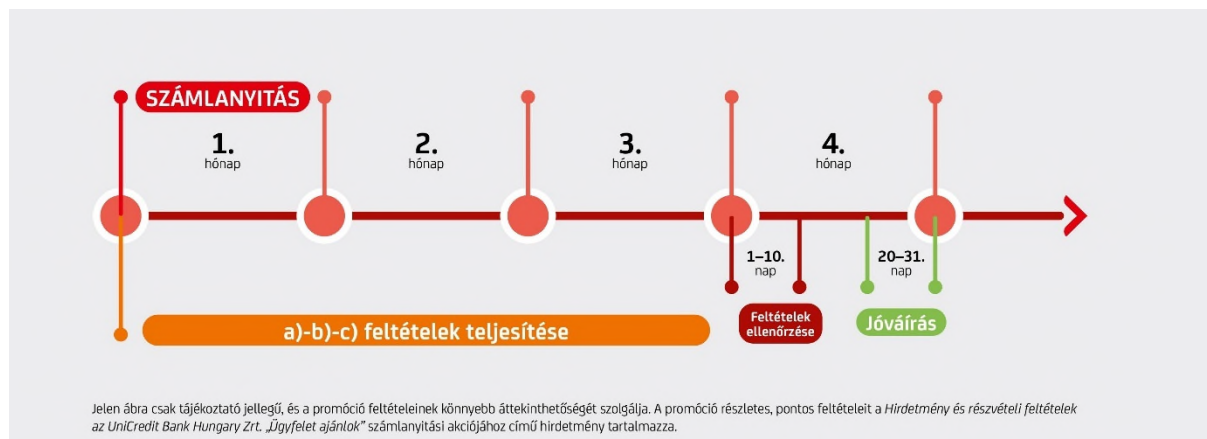 SZÁMLANYITÁS
1.
hónap
2.
hónap
3.
hónap
4.
hónap
1–10.
nap
20–31.
nap
a)-b)-c) feltételek teljesítése
Feltételek
ellenőrzése
Jóváírás
Jelen ábra csak tájékoztató jellegű, és a promóció feltételeinek könnyebb áttekinthetőségét szolgálja. A promóció részletes, pontos feltételeit a Hirdetmény és részvételi feltételek
az UniCredit Bank Hungary Zrt. „Ügyfelet ajánlok” számlanyitási akciójához című hirdetmény tartalmazza.